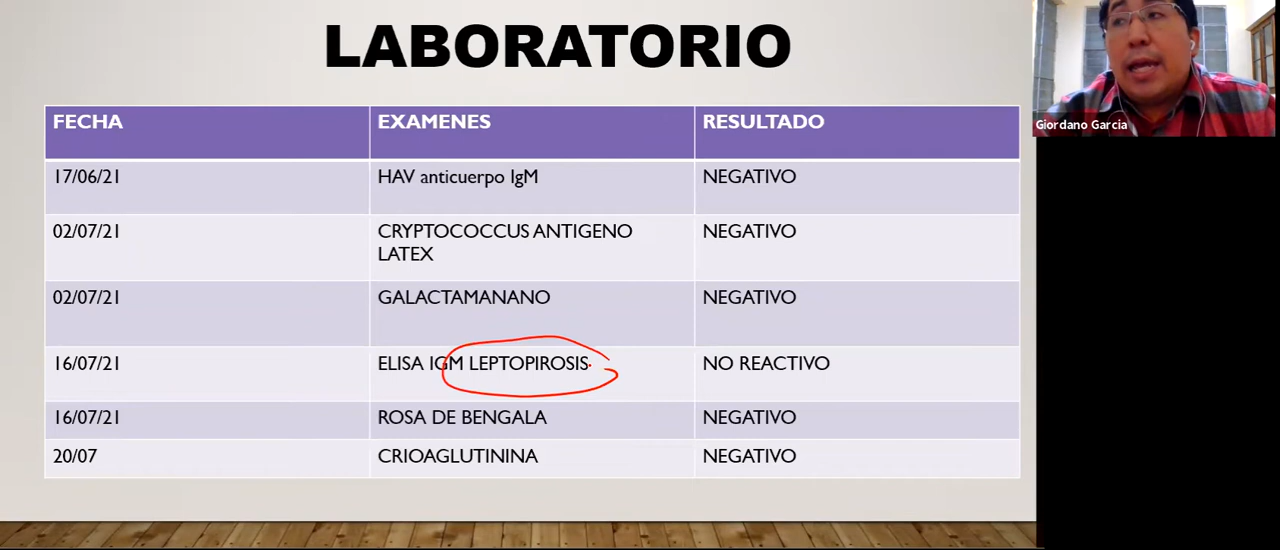 LABORATORIO
FECHA EXAMENES RESULTADO
17/06/21 HAV anticuerpo IgM NEGATIVO
02/07/21 CRYPTOCOCCUS ANTIGENO NEGATIVO
LATEX
02/07/21 GALACTAMANANO NEGATIVO
16/07/21 ELISA IGM LEPTOPIROSIS NO REACTIVO
16/07/21 ROSA DE BENGALA NEGATIVO
20/07 CRIOAGLUTININA NEGATIVO
Giordano Garcia